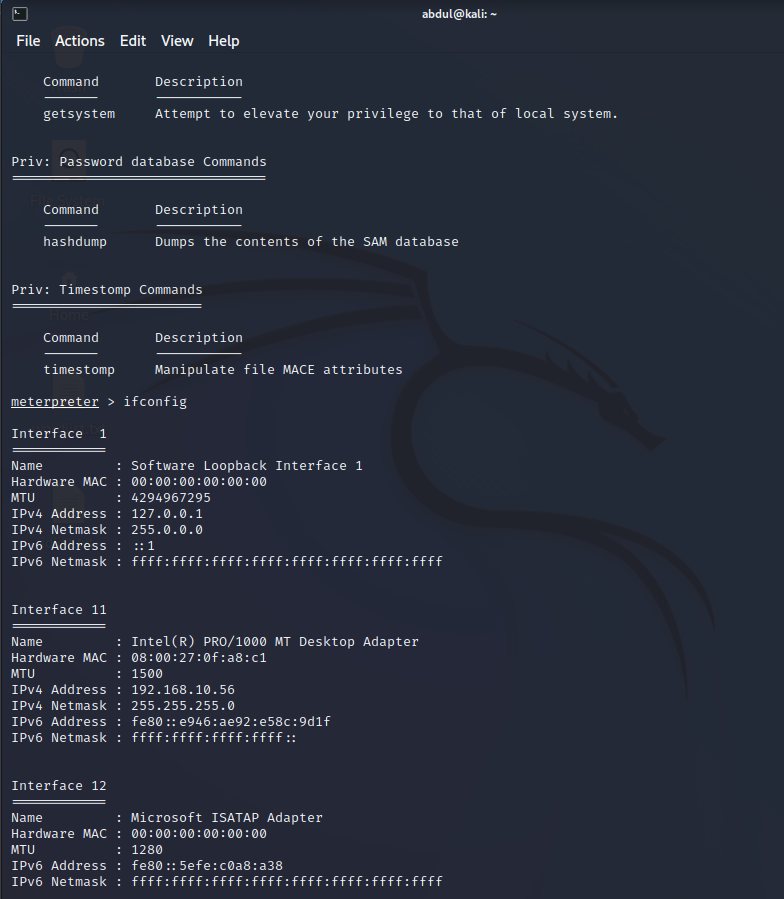 abdul@kali: ~
File Actions Edit View Help
Command Description
getsystem Attempt to elevate your privilege to that of local system.
Priv: Password database Commands
Command Description
hashdump Dumps the contents of the SAM database
Priv: Timestomp Commands
Command Description
timestomp Manipulate file MACE attributes
meterpreter > ifconfig
Interface 1
Name : Software Loopback Interface 1
Hardware MAC : 00:00:00:00:00:00
MTU : 4294967295
IPv4 Address : 127.0.0.1
IPv4 Netmask : 255.0.0.0
IPv6 Address : ::1
IPv6 Netmask : ffff:ffff:ffff:ffff:ffff:ffff:ffff:ffff
Interface 11
Name : Intel(R) PRO/1000 MT Desktop Adapter
Hardware MAC : 08:00:27:0f:a8:c1
MTU : 1500
IPv4 Address : 192.168.10.56
IPv4 Netmask : 255.255.255.0
IPv6 Address : fe80::e946:ae92:e58c:9d1f
IPv6 Netmask : ffff:ffff:ffff:ffff::
Interface 12
Name : Microsoft ISATAP Adapter
Hardware MAC : 00:00:00:00:00:00
MTU : 1280
IPv6 Address : fe80::5efe:c0a8:a38
IPv6 Netmask : ffff:ffff:ffff:ffff:ffff:ffff:ffff:ffff